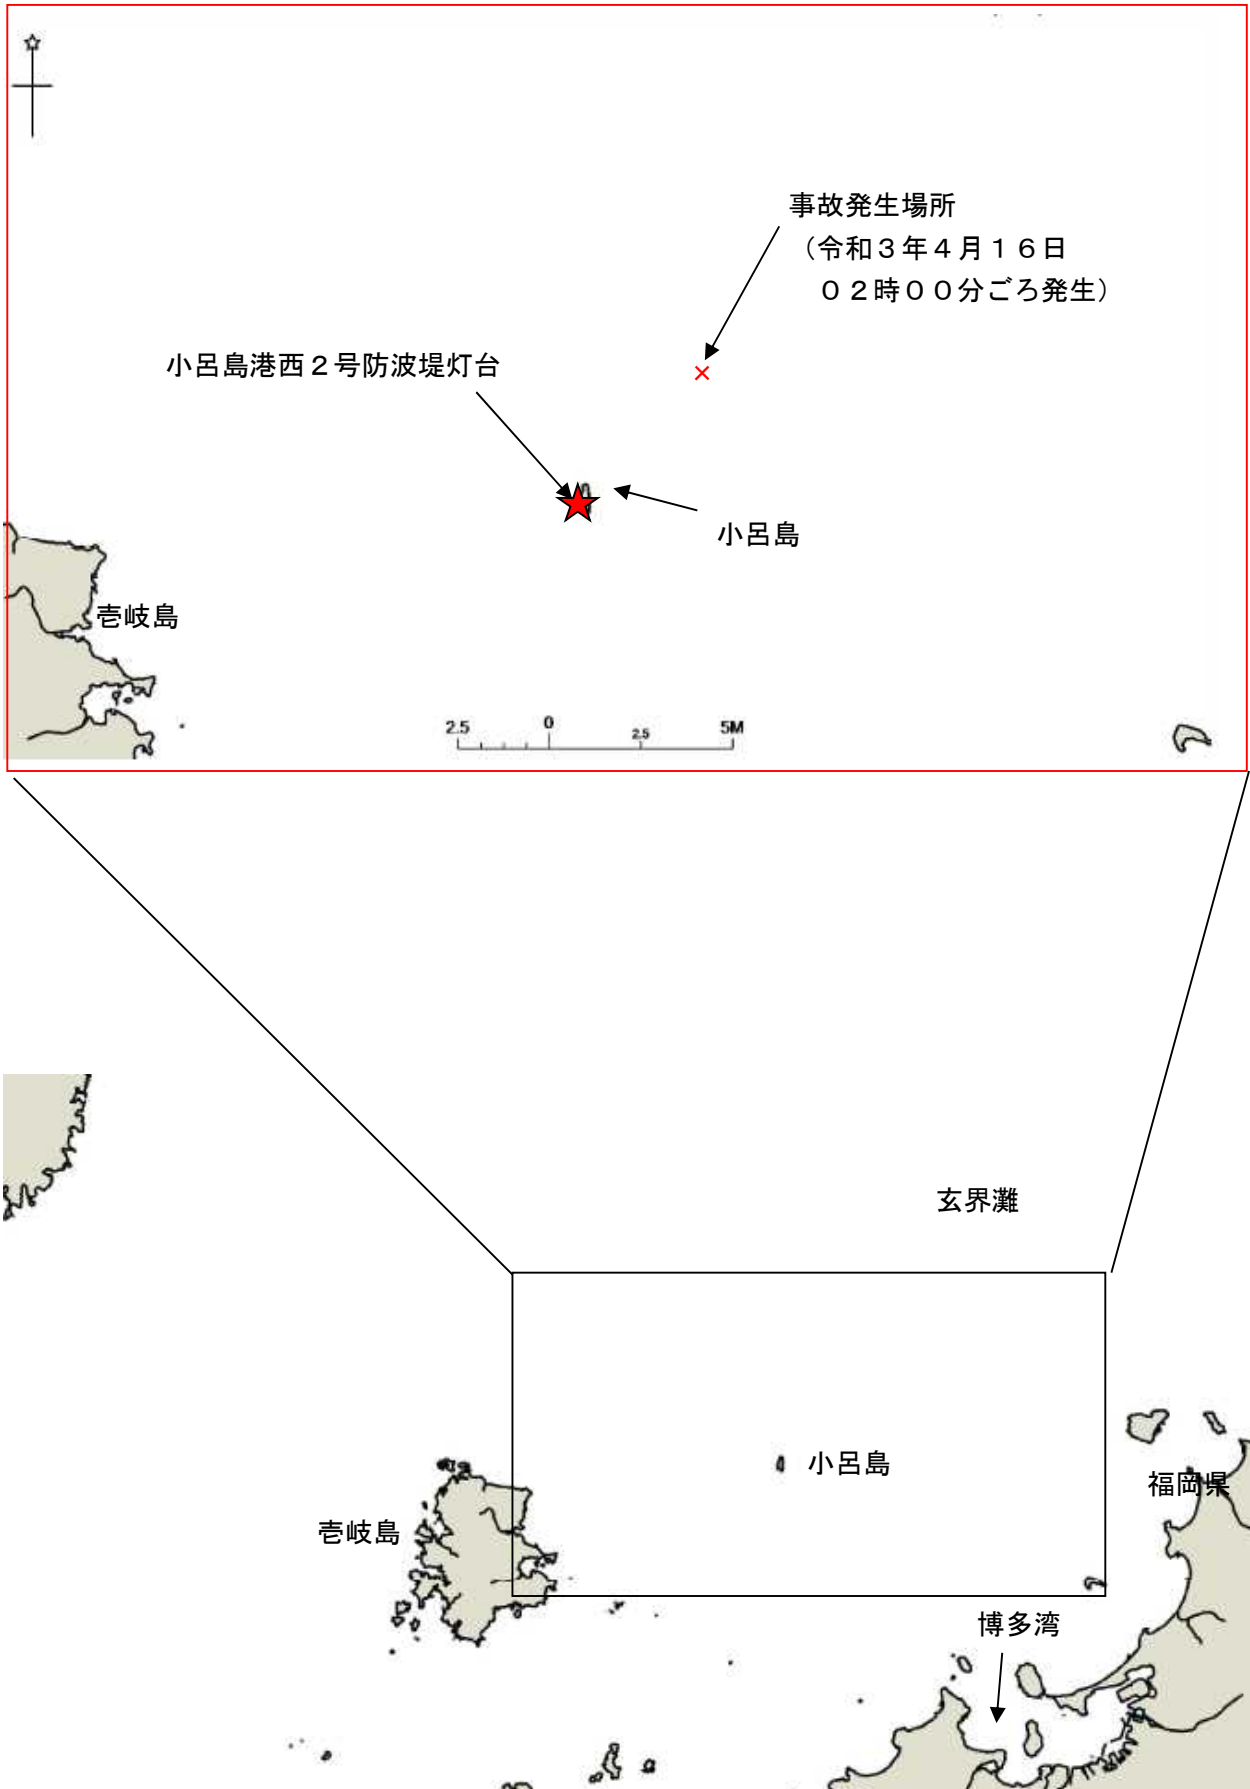 事故発生場所
（令和３年４月１６日
０２時００分ごろ発生）
小呂島港西２号防波堤灯台
小呂島
壱岐島
2.5 0 2.5 5M
玄界灘
小呂島
福岡県
壱岐島
博多湾